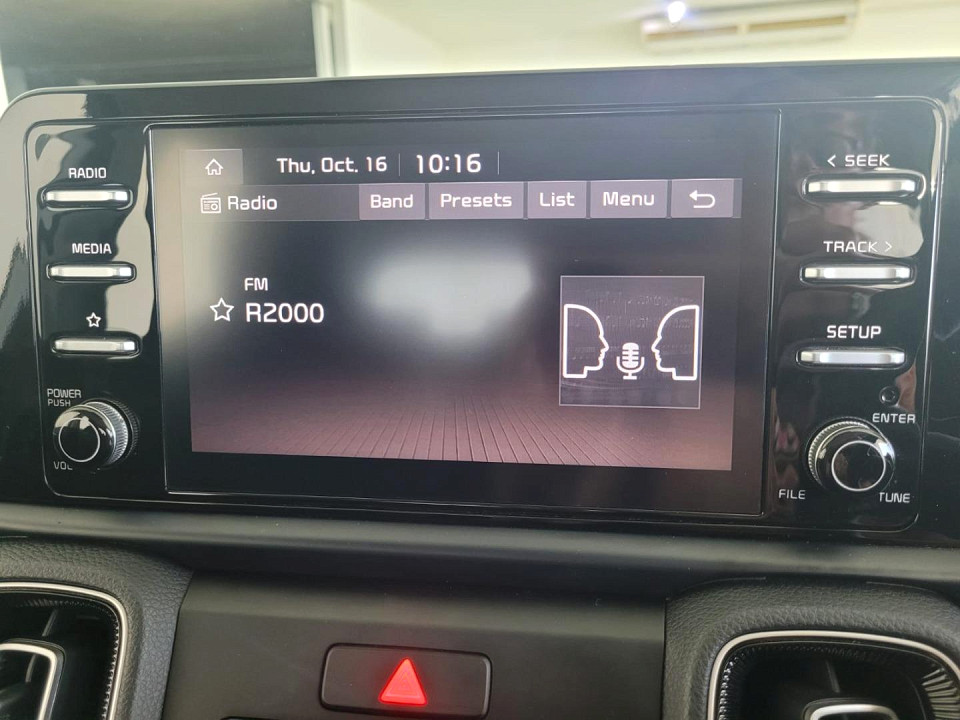 RADIO
MEDIA
POWER
PUSH
VOL
Thu, Oct. 16
10:16
Radio
Band
Presets
List
Menu
FM
R2000
< SEEK
TRACK >
SETUP
ENTER
FILE
TUNE